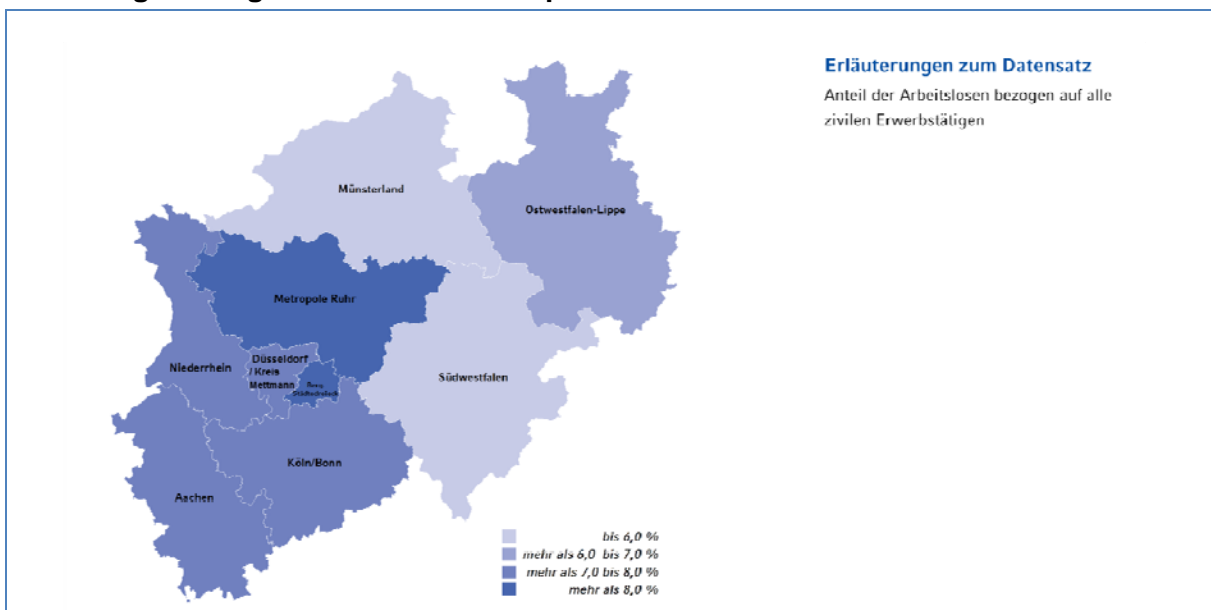 Erläuterungen zum Datensatz
Anteil der Arbeitslosen bezogen auf alle
zivilen Erwerbstätigen
Münsterland
Ostwestfalen-Lippe
Metropole Ruhr
Niederrhein
Düsseldorf
/ Kreis
Mettmann
Städtedreieck
Südwestfalen
Köln/Bonn
Aachen
bis 6,0 %
mehr als 6,0 bis 7,0 %
mehr als 7,0 bis 8,0 %
mehr als 8,0 %